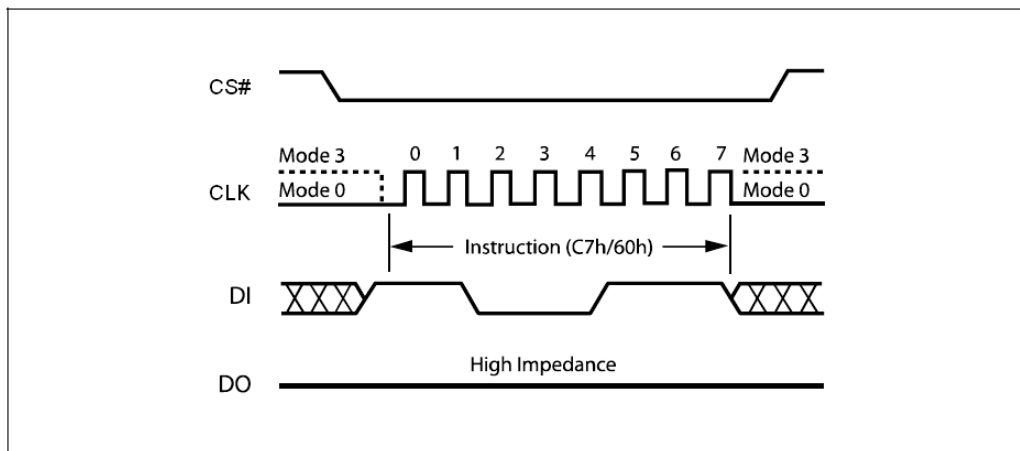 CS#
Mode 3 0 1 2 3 4 5 6 7 Mode 3
CLK Mode 0 Mode 0
Instruction (C7h/60h)
DI
High Impedance
DO